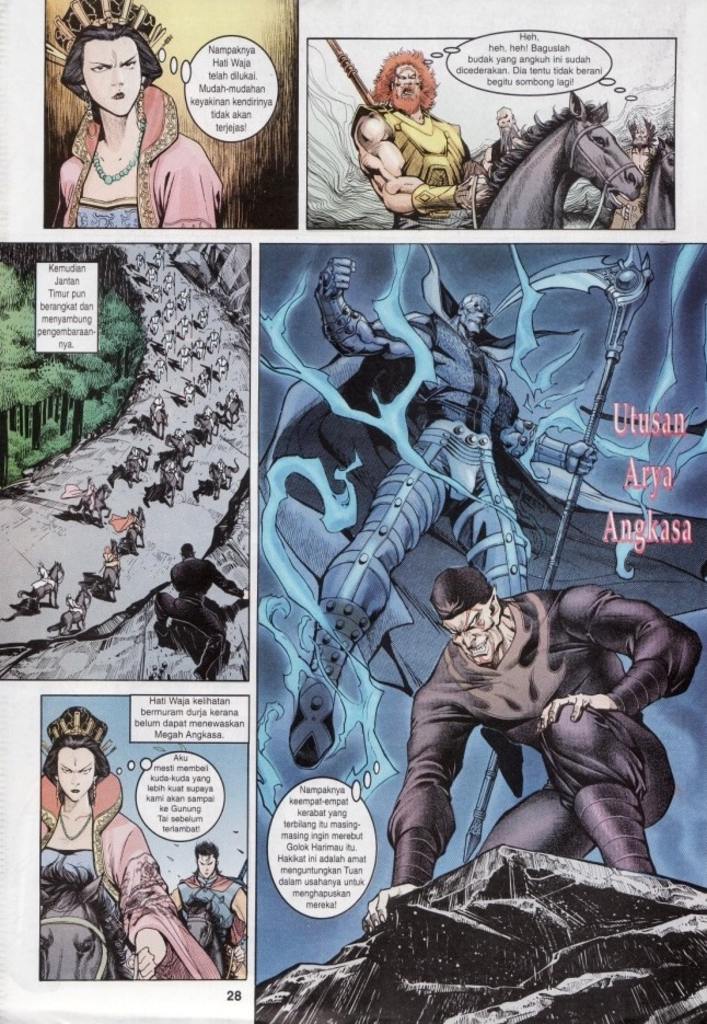 Nampaknya
Hati Waja
telah dilukai.
Mudah-mudahan
keyakinan kendirinya
tidak akan
terjejas!
Heh,
heh, heh! Baguslah
budak yang angkuh ini sudah
dicederakan. Dia tentu tidak berani
begitu sombong lagi!
Kemudian
Jantan
Timur pun
berangkat dan
menyambung
pengembaraan-
nya.
Utusan
Arya
Angkasa
Hati Waja kelihatan
bermuram durja kerana
belum dapat menewaskan
Megah Angkasa.
Aku
mesti membeli
kuda-kuda yang
lebih kuat supaya
kami akan sampai
ke Gunung
Tai sebelum
terlambat!
Nampaknya
keempat-empat
kerabat yang
terbilang itu masing-
masing ingin merebut
Golok Harimau itu.
Hakikat ini adalah amat
menguntungkan Tuan
dalam usahanya untuk
menghapuskan
mereka!
28